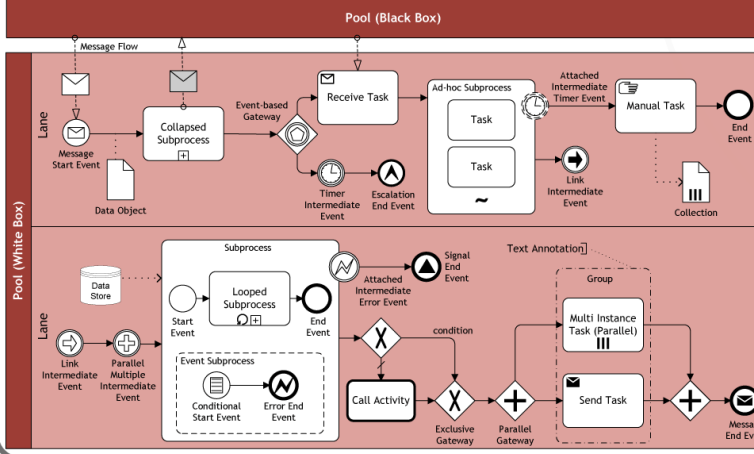 Pool (Black Box)
Message Flow
Pool (White Box)
Lane
Message
Start Event
Data Object
Collapsed
Subprocess
Event-based
Gateway
Receive Task
Timer
Intermediate
Event
Escalation
End Event
Ad-hoc Subprocess
Task
Task
~
Attached
Intermediate
Timer Event
Link
Intermediate
Event
Manual Task
Collection
End
Event
Lane
Data
Store
Link
Intermediate
Event
Parallel
Multiple
Intermediate
Event
Subprocess
Start
Event
Looped
Subprocess
End
Event
Event Subprocess
Conditional
Start Event
Error End
Event
Attached
Intermediate
Error Event
Signal
End
Event
condition
Call Activity
Exclusive
Gateway
Parallel
Gateway
Text Annotation
Group
Multi Instance
Task (Parallel)
Send Task
Messa
End Eve